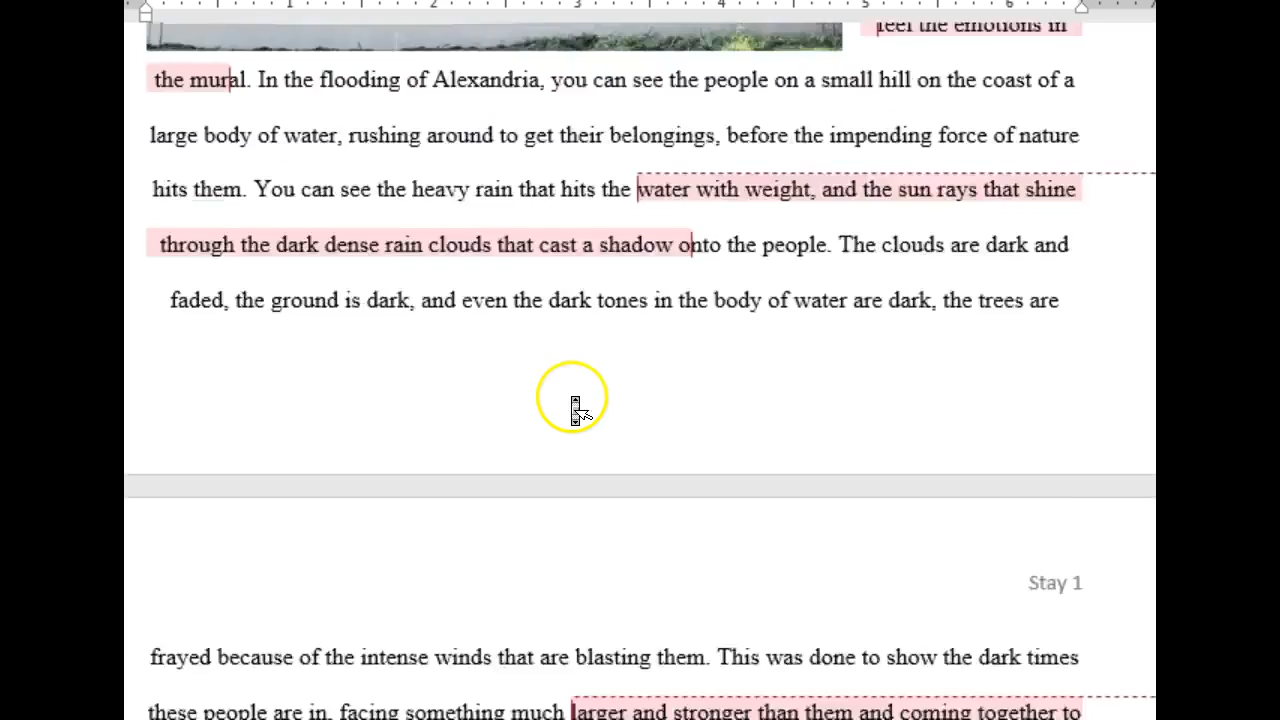 1 2 3 4 5 6
feel the emotions in
the mural. In the flooding of Alexandria, you can see the people on a small hill on the coast of a
large body of water, rushing around to get their belongings, before the impending force of nature
hits them. You can see the heavy rain that hits the water with weight, and the sun rays that shine
through the dark dense rain clouds that cast a shadow onto the people. The clouds are dark and
faded, the ground is dark, and even the dark tones in the body of water are dark, the trees are
Stay 1
frayed because of the intense winds that are blasting them. This was done to show the dark times
these people are in, facing something much larger and stronger than them and coming together to